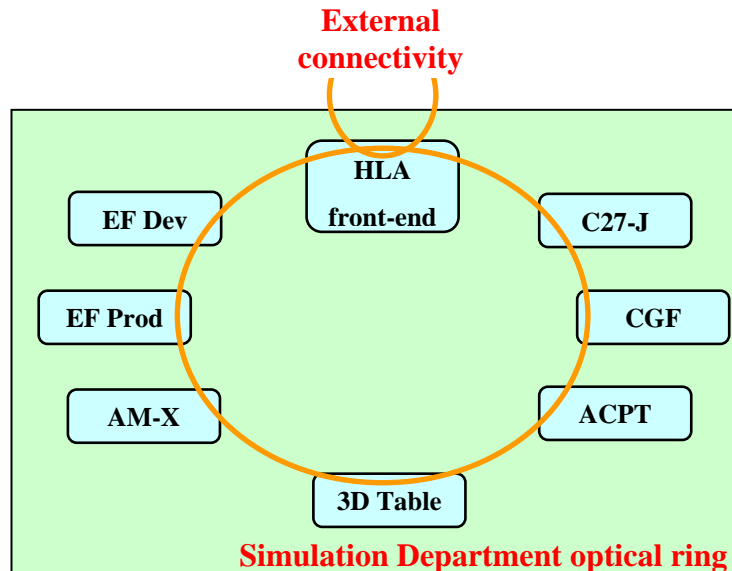 External
connectivity
HLA
front-end
EF Dev
C27-J
EF Prod
CGF
AM-X
ACPT
3D Table
Simulation Department optical ring